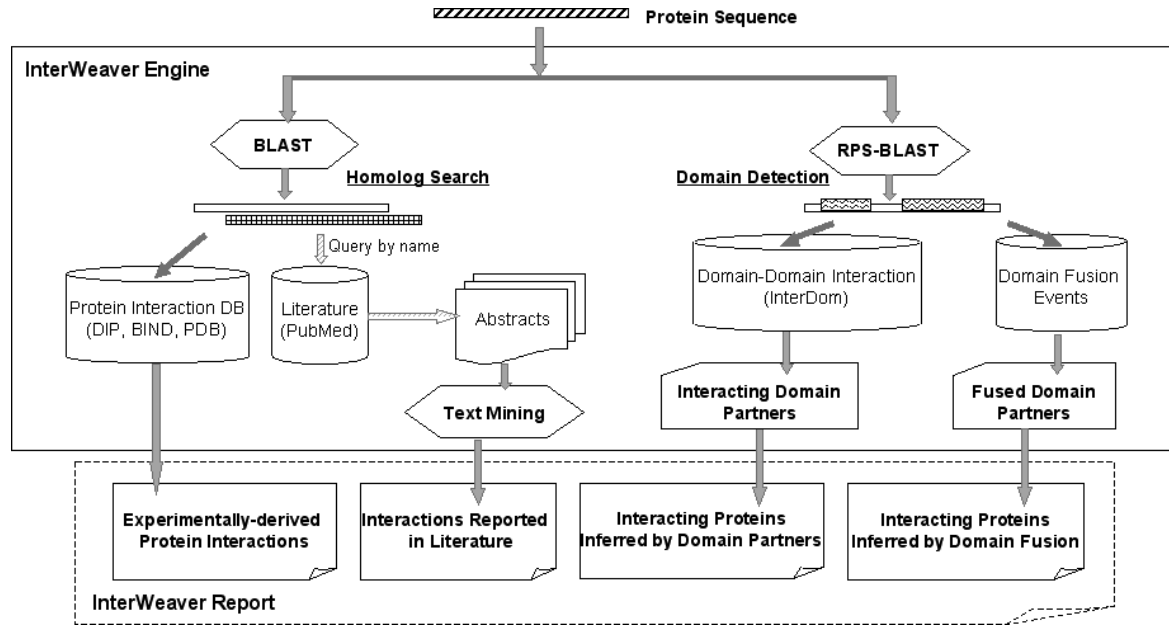 Protein Sequence
InterWeaver Engine
BLAST
RPS-BLAST
Homolog Search
Domain Detection
Query by name
Protein Interaction DB
(DIP, BIND, PDB)
Literature
(PubMed)
Abstracts
Domain-Domain Interaction
(InterDom)
Domain Fusion
Events
Text Mining
Interacting Domain
Partners
Fused Domain
Partners
Experimentally-derived
Protein Interactions
Interactions Reported
in Literature
Interacting Proteins
Inferred by Domain Partners
Interacting Proteins
Inferred by Domain Fusion
InterWeaver Report